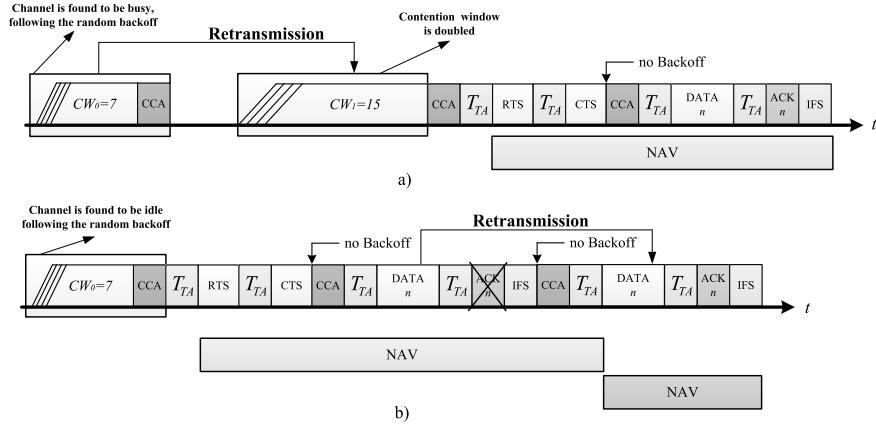 Channel is found to be busy,
following the random backoff
Retransmission
Contention window
is doubled
no Backoff
CW0=7
CCA
CW1=15
CCA
TTA
RTS
TTA
CTS
CCA
TTA
DATA
n
TTA
ACK
n
IFS
t
NAV
a)
Channel is found to be idle
following the random backoff
Retransmission
no Backoff
no Backoff
CW0=7
CCA
TTA
RTS
TTA
CTS
CCA
TTA
DATA
n
TTA
ACK
n
IFS
CCA
TTA
DATA
n
TTA
ACK
n
IFS
t
NAV
NAV
b)